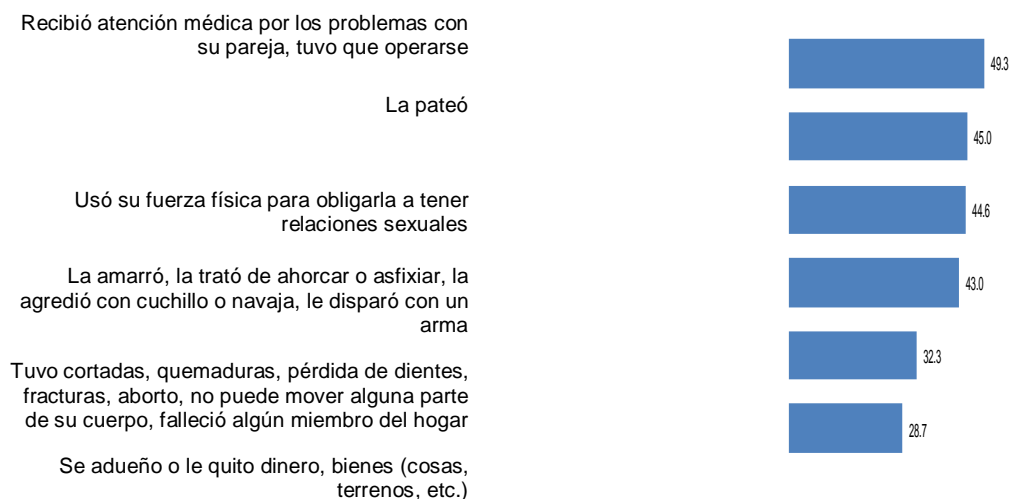 Recibió atención médica por los problemas con
su pareja, tuvo que operarse
49.3
La pateó
45.0
Usó su fuerza física para obligarla a tener
relaciones sexuales
44.6
La amarró, la trató de ahorcar o asfixiar, la
agredió con cuchillo o navaja, le disparó con un
arma
43.0
Tuvo cortadas, quemaduras, pérdida de dientes,
fracturas, aborto, no puede mover alguna parte
de su cuerpo, falleció algún miembro del hogar
32.3
Se adueño o le quito dinero, bienes (cosas,
terrenos, etc.)
28.7